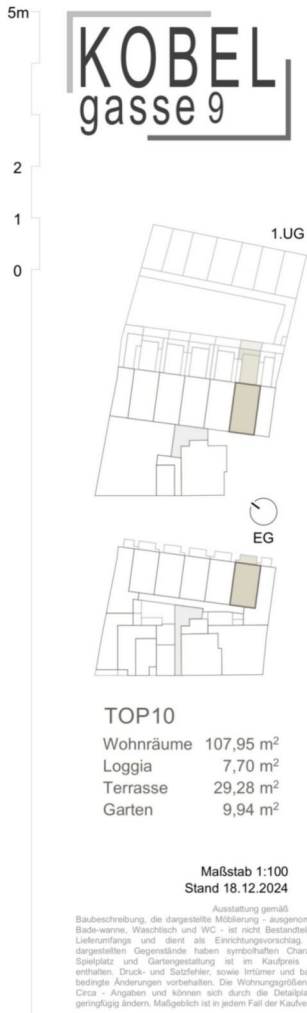 5m
KOBEL
gasse 9
2
1
0
1.UG
EG
TOP10
Wohnräume 107,95 m²
Loggia 7,70 m²
Terrasse 29,28 m²
Garten 9,94 m²
Maßstab 1:100
Stand 18.12.2024
Ausstattung gemäß
Baubeschreibung, die dargestellte Möblierung - ausgenom
Bade-wanne, Waschtisch und WC - ist nicht Bestandtei
Lieferumfangs und dient als Einrichtungsvorschlag.
dargestellten Gegenstände haben symbolhaften Chara
Spielplatz und Gartengestaltung ist im Kaufpreis
enthalten. Druck- und Satzfehler, sowie Irrtümer und ba
bedingte Änderungen vorbehalten. Die Wohnungsgrößen
Circa - Angaben und können sich durch die Detailpla
geringfügig ändern. Maßgeblich ist in jedem Fall der Kaufve